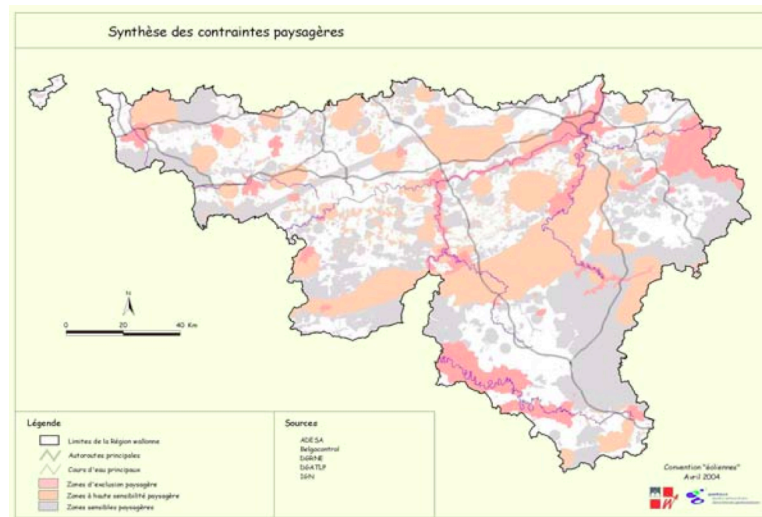 Synthèse des contraintes paysagères
N
0 20 40 Km
Légende
Limites de la Région wallonne
Autoroutes principales
Cours d'eau principaux
Zones d'exclusion paysagère
Zones à haute sensibilité paysagère
Zones sensibles paysagères
Sources
ADESA
Belgocontrol
DGRNE
DGATLP
IGN
Convention "éoliennes"
Avril 2004